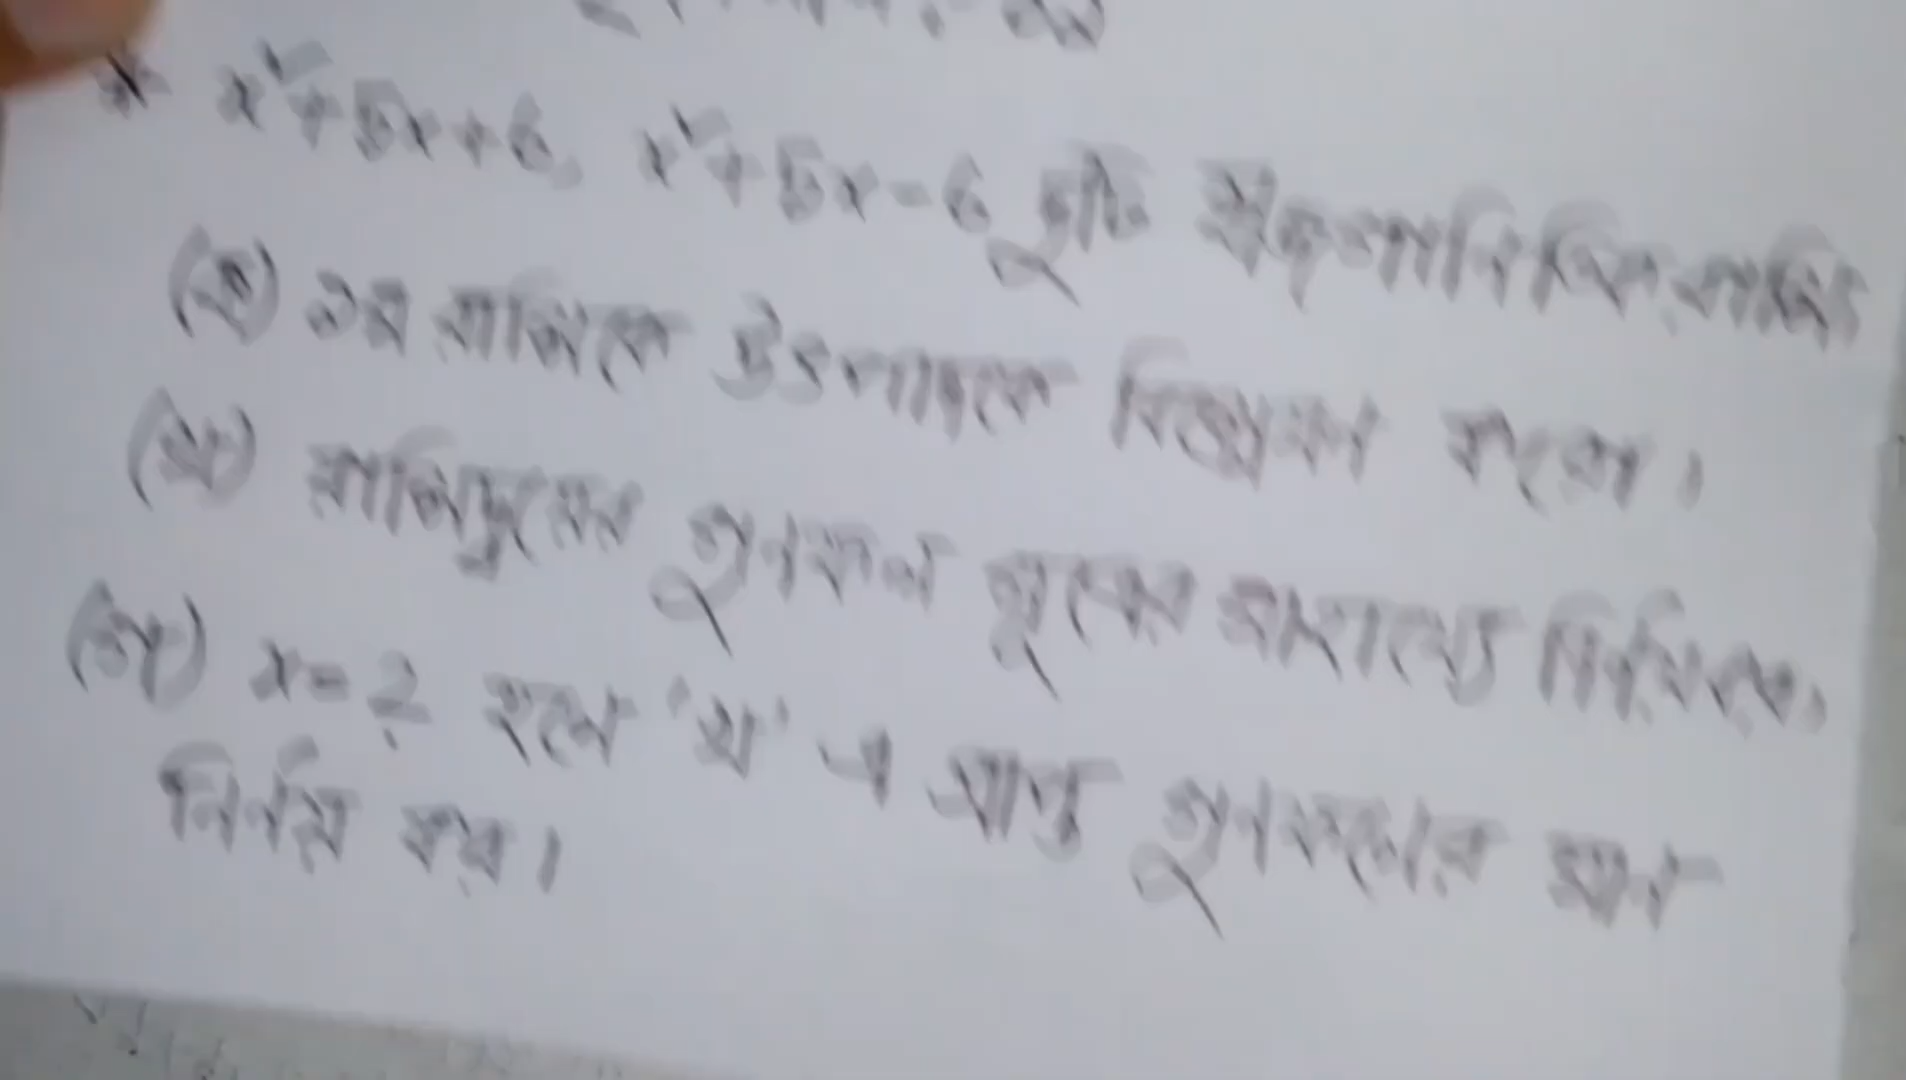 * x²+5x+6, x²+5x-6 দুটি বীজগাণিতিক রাশি
(ক) ১ম রাশিকে উৎপাদকে বিশ্লেষণ করো।
(খ) রাশিদ্বয়ের গুণফল সূত্রের সাহায্যে নির্ণয় কর।
(গ) x=2 হলে 'খ' এ প্রাপ্ত গুণফলের মান
নির্ণয় কর।